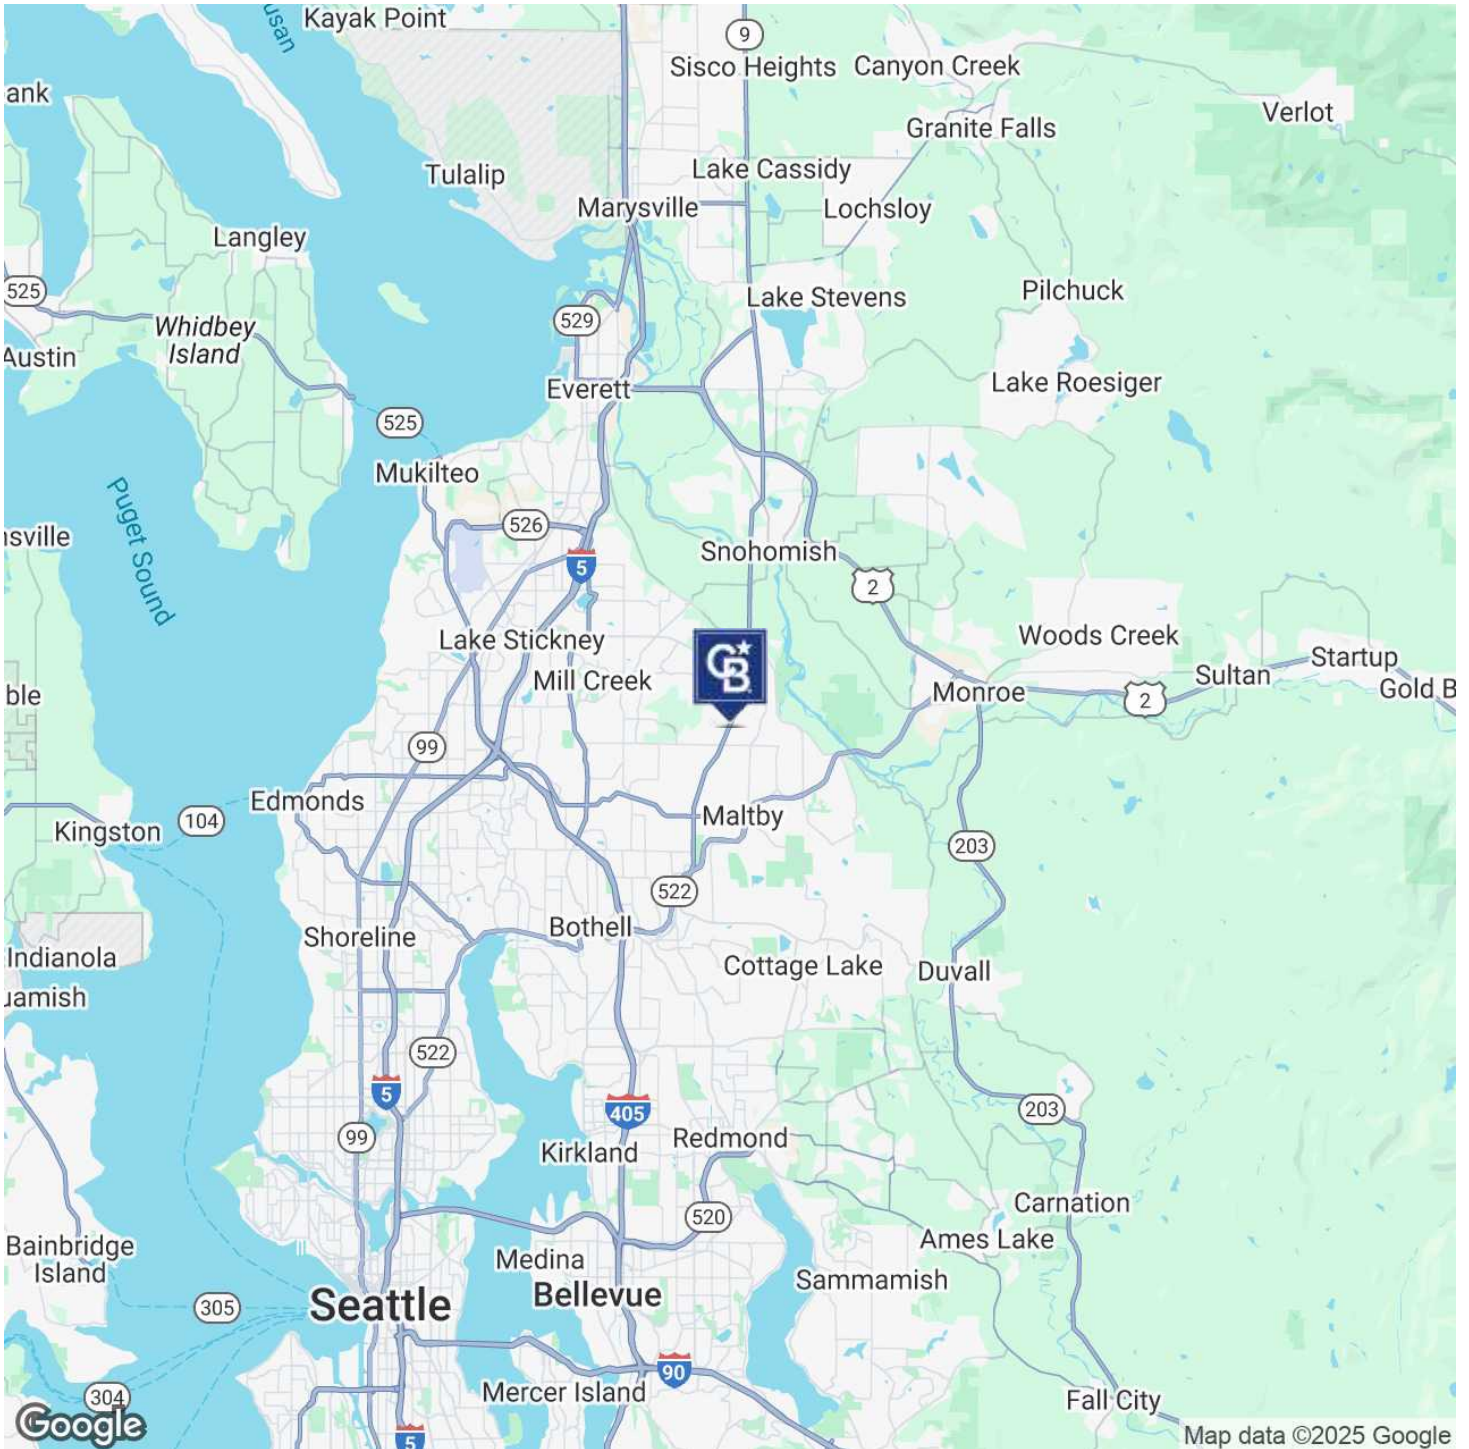 Kayak Point
usan
9
Sisco Heights
Canyon Creek
ank
Verlot
Granite Falls
Tulalip
Lake Cassidy
Marysville
Lochsloy
Langley
525
Pilchuck
Lake Stevens
529
Whidbey
Island
Austin
Lake Roesiger
Everett
525
Mukilteo
Puget Sound
nsville
526
Snohomish
5
2
Lake Stickney
Woods Creek
CB
Startup
Mill Creek
Sultan
Gold B
ble
Monroe
2
99
Edmonds
Maltby
104
Kingston
203
522
Bothell
Shoreline
Indianola
Cottage Lake
Duvall
uamish
522
5
405
203
99
Redmond
Kirkland
Carnation
520
Bainbridge
Island
Ames Lake
Medina
Sammamish
Seattle
Bellevue
305
90
Mercer Island
304
Fall City
Google
5
Map data ©2025 Google